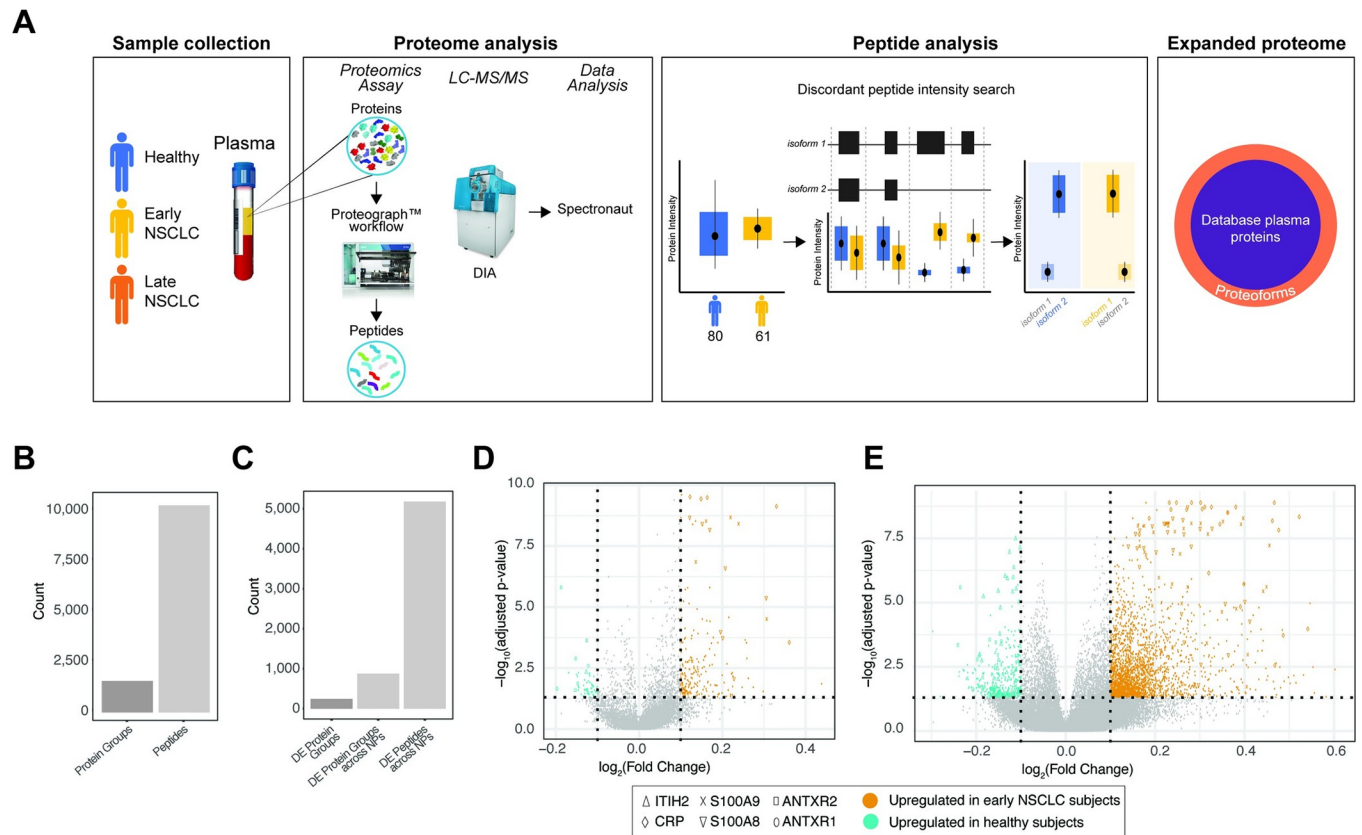 A
Sample collection
Proteome analysis
Peptide analysis
Expanded proteome
Healthy
Early
NSCLC
Late
NSCLC
Plasma
Proteomics
Assay
LC-MS/MS
Data
Analysis
Proteins
Proteograph™
workflow
Peptides
DIA
Spectronaut
Discordant peptide intensity search
isoform 1
isoform 2
Protein Intensity
80
61
Protein Intensity
Protein Intensity
isoform 1
isoform 2
isoform 1
isoform 2
Database plasma
proteins
Proteoforms
B
Count
10,000
7,500
5,000
2,500
0
Protein Groups
Peptides
C
Count
5,000
4,000
3,000
2,000
1,000
0
DE Protein
Groups
DE Protein Groups
across NPs
DE Peptides
across NPs
D
−log10(adjusted p-value)
10.0
7.5
5.0
2.5
0.0
−0.2
0.0
0.2
0.4
log2(Fold Change)
E
−log10(adjusted p-value)
7.5
5.0
2.5
0.0
−0.2
0.0
0.2
0.4
0.6
log2(Fold Change)
ITIH2 S100A9 ANTXR2 Upregulated in early NSCLC subjects
CRP S100A8 ANTXR1 Upregulated in healthy subjects